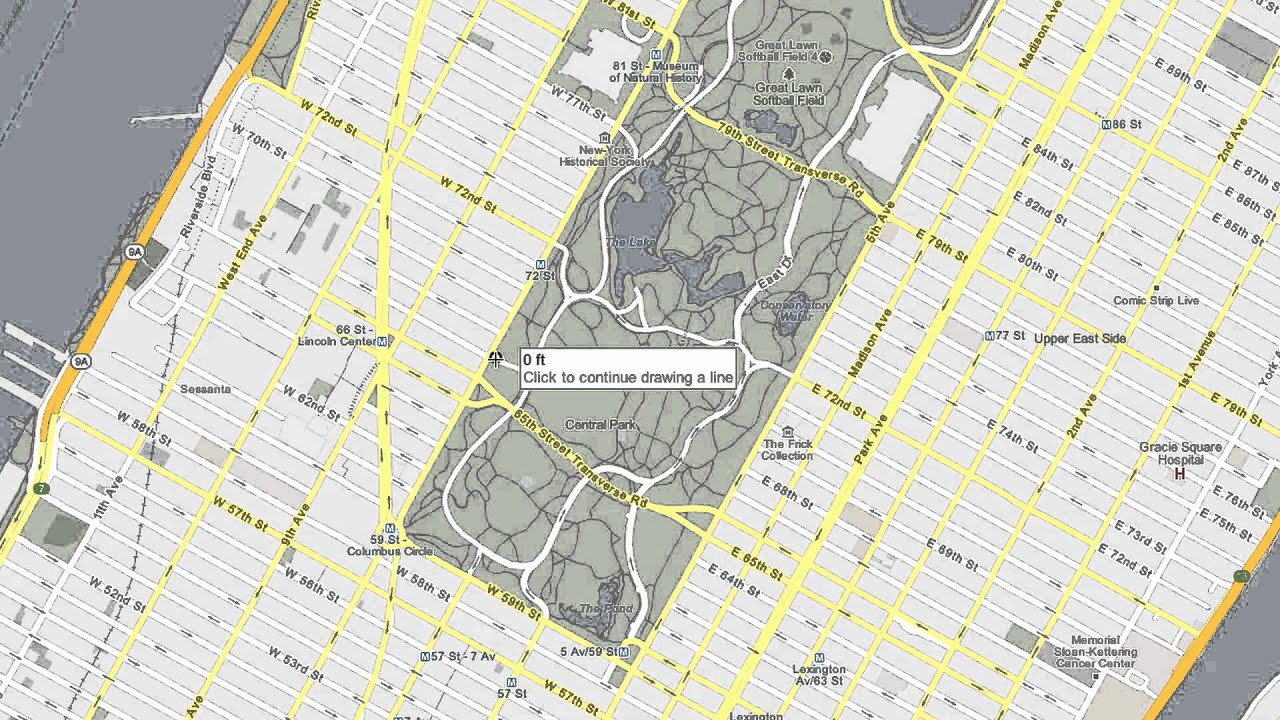 W 81st St
Great Lawn
Softball Field 4
Madison Ave
81 St - Museum
of Natural History
E 89th St
Great Lawn
Softball Field
W 77th St
W 72nd St
79th Street Transverse Rd
86 St
2nd Ave
W 70th St
New-York
Historical Society
E 84th St
E 87th St
Riverside Blvd
W 72nd St
E 82nd St
E 86th St
5th Ave
E 85th St
The Lake
E 79th St
9A
West End Ave
72 St
East Dr
E 80th St
Conservatory
Water
Comic Strip Live
66 St -
Lincoln Center
Madison Ave
77 St
Upper East Side
1st Avenue
York
9A
0 ft
Click to continue drawing a line
Sessanta
W 62nd St
E 72nd St
2nd Ave
E 79th St
W 58th St
65th Street Transverse Rd
Central Park
Park Ave
E 74th St
The Frick
Collection
Gracie Square
Hospital
H
7
11th Ave
E 68th St
E 76th St
W 57th St
9th Ave
59 St -
Columbus Circle
E 73rd St
E 75th St
E 65th St
E 69th St
E 72nd St
W 56th St
W 58th St
W 59th St
E 64th St
W 52nd St
The Pond
W 53rd St
57 St - 7 Av
5 Av/59 St
Memorial
Sloan-Kettering
Cancer Center
Lexington
Av/63 St
57 St
W 57th St
Ave
Lexington